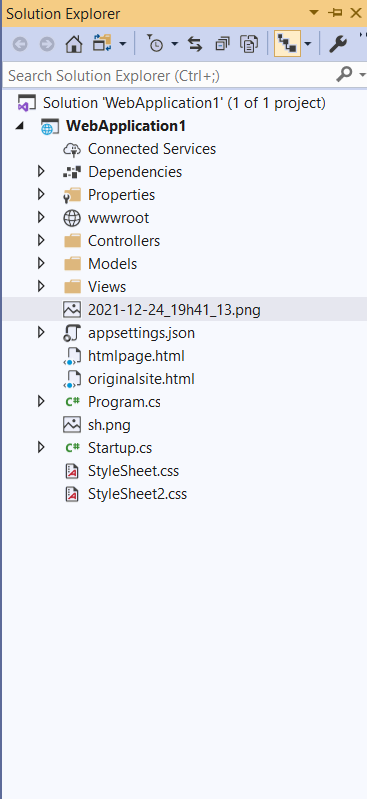 Solution Explorer
Search Solution Explorer (Ctrl+;)
Solution 'WebApplication1' (1 of 1 project)
WebApplication1
Connected Services
Dependencies
Properties
wwwroot
Controllers
Models
Views
2021-12-24_19h41_13.png
appsettings.json
htmlpage.html
originalsite.html
C# Program.cs
sh.png
C# Startup.cs
StyleSheet.css
StyleSheet2.css